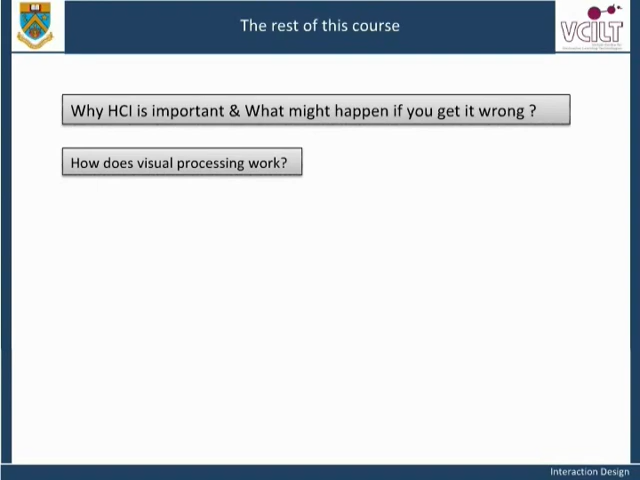 The rest of this course
VCILT
Why HCI is important & What might happen if you get it wrong ?
How does visual processing work?
Interaction Design